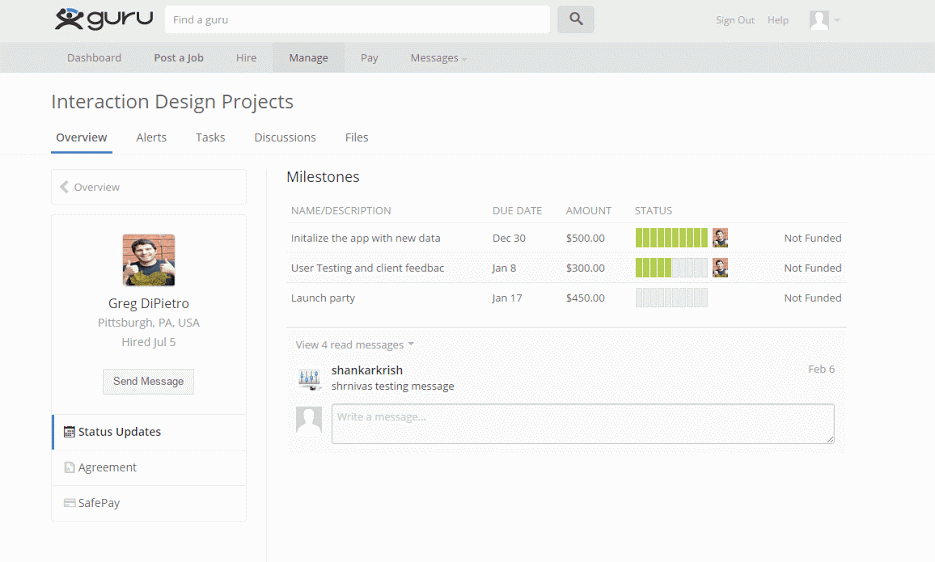 guru
Find a guru
Sign Out Help
Dashboard Post a Job Hire Manage Pay Messages
Interaction Design Projects
Overview Alerts Tasks Discussions Files
Overview
Greg DiPietro
Pittsburgh, PA, USA
Hired Jul 5
Send Message
Status Updates
Agreement
SafePay
Milestones
NAME/DESCRIPTION DUE DATE AMOUNT STATUS
Initalize the app with new data Dec 30 $500.00 Not Funded
User Testing and client feedbac Jan 8 $300.00 Not Funded
Launch party Jan 17 $450.00 Not Funded
View 4 read messages
shankarkrish Feb 6
shrnivas testing message
Write a message...